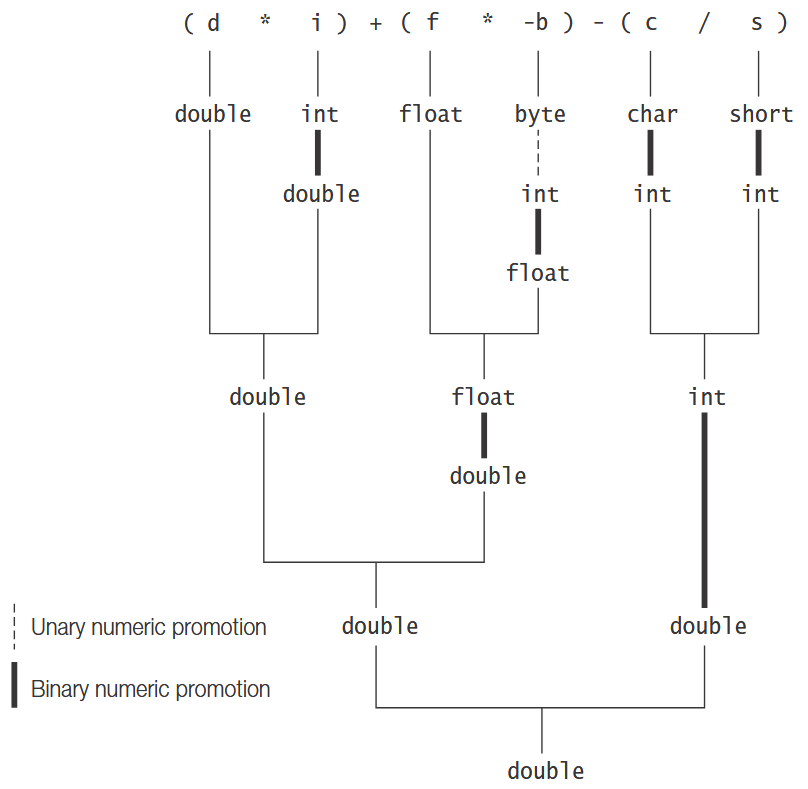 ( d * i ) + ( f * -b ) - ( c / s )
double int float byte char short
double int int int
float
double float int
double
Unary numeric promotion double double
Binary numeric promotion
double